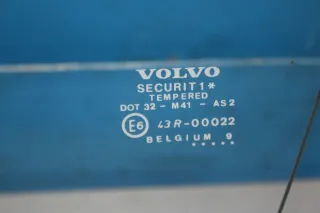 VOLVO
SECURIT 1*
TEMPERED
DOT 32 - M41 - AS2
E6 43R-00022
BELGIUM 9
*****